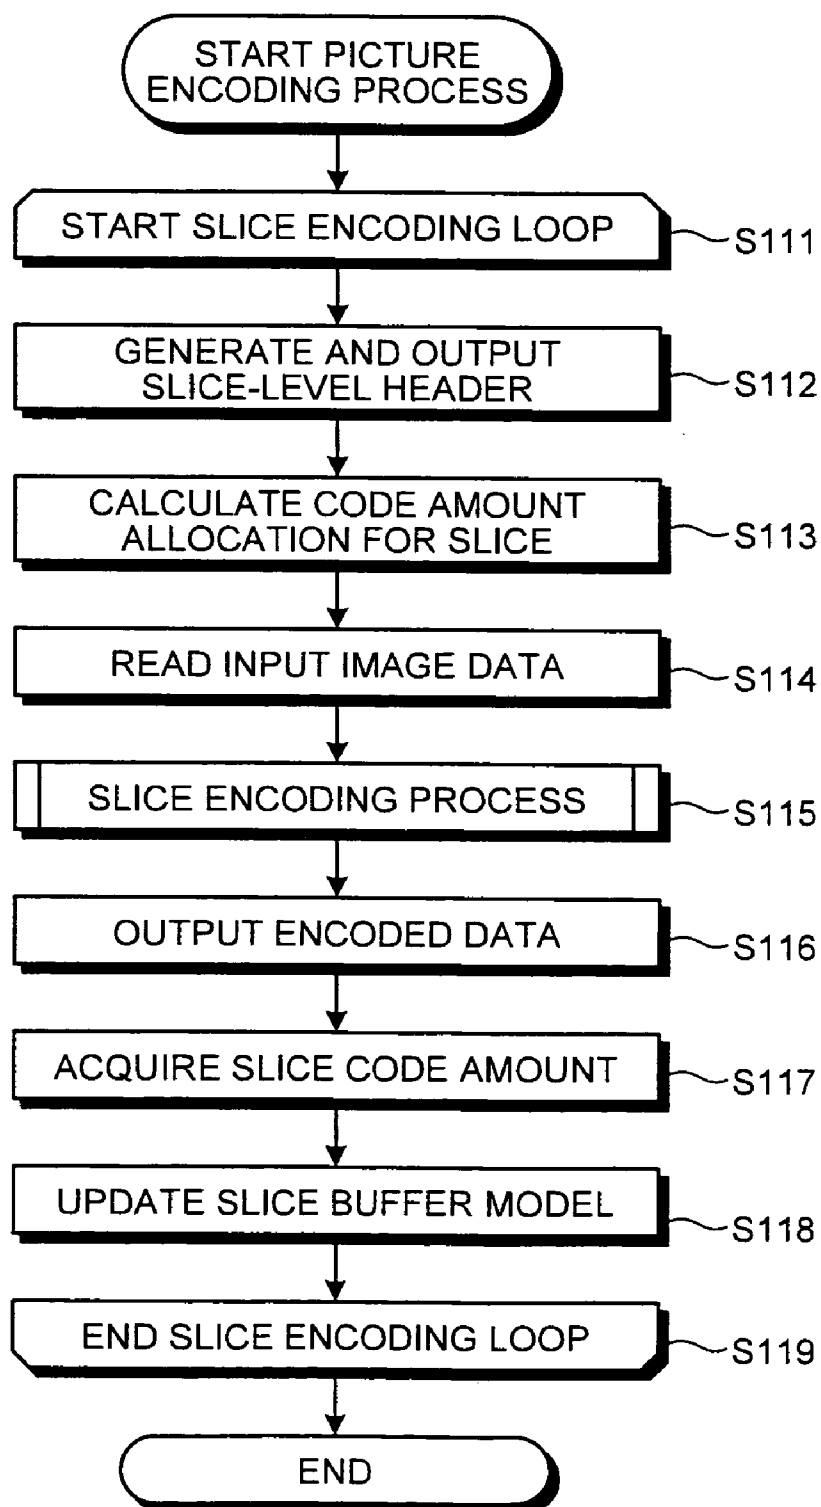 START PICTURE
ENCODING PROCESS
START SLICE ENCODING LOOP
S111
GENERATE AND OUTPUT
SLICE-LEVEL HEADER
S112
CALCULATE CODE AMOUNT
ALLOCATION FOR SLICE
S113
READ INPUT IMAGE DATA
S114
SLICE ENCODING PROCESS
S115
OUTPUT ENCODED DATA
S116
ACQUIRE SLICE CODE AMOUNT
S117
UPDATE SLICE BUFFER MODEL
S118
END SLICE ENCODING LOOP
S119
END